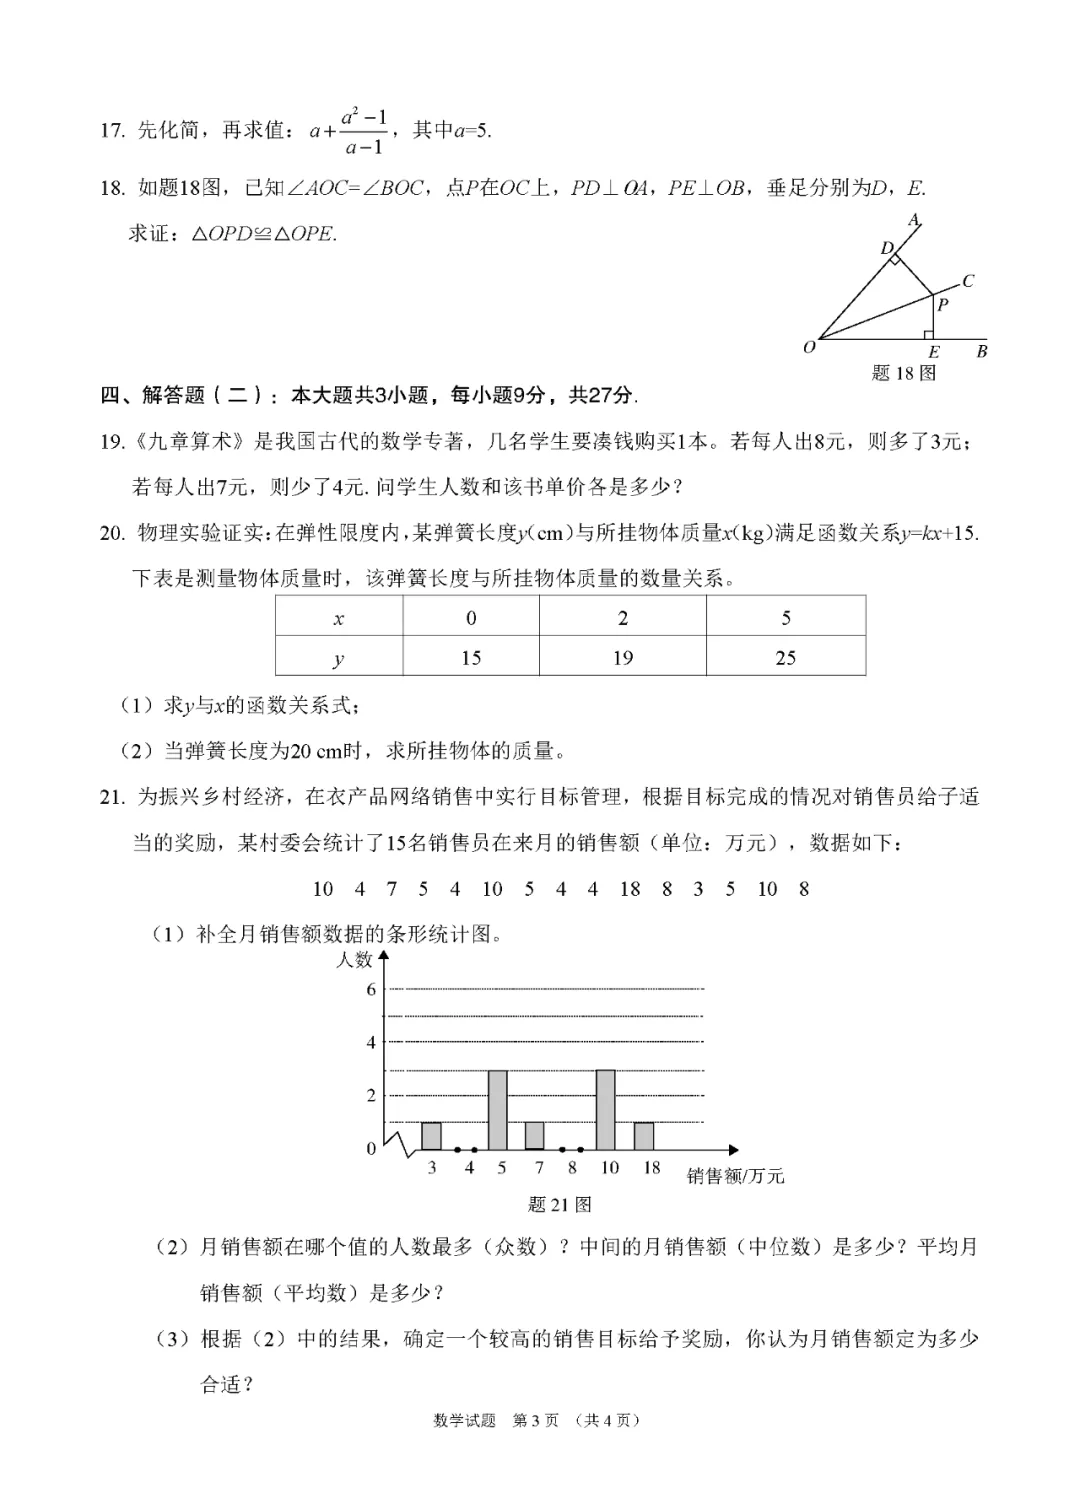 17. 先化简，再求值：a+(a²−1)/(a−1)，其中a=5.
18. 如题18图，已知∠AOC=∠BOC，点P在OC上，PD⊥OA，PE⊥OB，垂足分别为D，E.
求证：△OPD≌△OPE.
A
D
C
P
O
E
B
题 18 图
四、解答题（二）：本大题共3小题，每小题9分，共27分.
19.《九章算术》是我国古代的数学专著，几名学生要凑钱购买1本。若每人出8元，则多了3元；
若每人出7元，则少了4元. 问学生人数和该书单价各是多少？
20. 物理实验证实：在弹性限度内，某弹簧长度y(cm)与所挂物体质量x(kg)满足函数关系y=kx+15.
下表是测量物体质量时，该弹簧长度与所挂物体质量的数量关系。
x 0 2 5
y 15 19 25
（1）求y与x的函数关系式；
（2）当弹簧长度为20 cm时，求所挂物体的质量。
21. 为振兴乡村经济，在农产品网络销售中实行目标管理，根据目标完成的情况对销售员给子适
当的奖励，某村委会统计了15名销售员在来月的销售额（单位：万元），数据如下：
10 4 7 5 4 10 5 4 4 18 8 3 5 10 8
（1）补全月销售额数据的条形统计图。
人数
6
4
2
0
3 4 5 7 8 10 18
销售额/万元
题 21 图
（2）月销售额在哪个值的人数最多（众数）？中间的月销售额（中位数）是多少？平均月
销售额（平均数）是多少？
（3）根据（2）中的结果，确定一个较高的销售目标给予奖励，你认为月销售额定为多少
合适？
数学试题 第 3 页 （共 4 页）